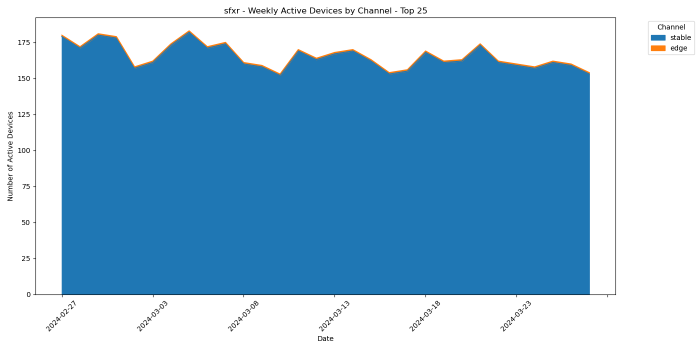 sfxr - Weekly Active Devices by Channel - Top 25
Channel
stable
edge
Number of Active Devices
175
150
125
100
75
50
25
0
2024-02-27
2024-03-03
2024-03-08
2024-03-13
2024-03-18
2024-03-23
Date